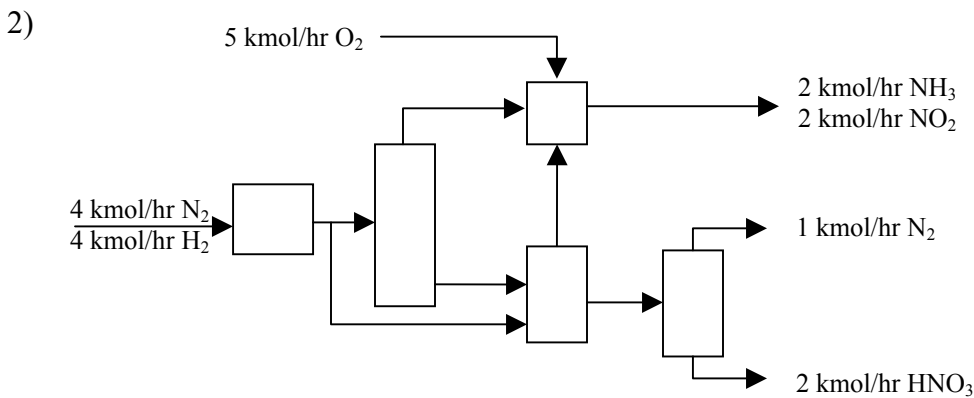 2)
5 kmol/hr O₂
2 kmol/hr NH₃
2 kmol/hr NO₂
4 kmol/hr N₂
4 kmol/hr H₂
1 kmol/hr N₂
2 kmol/hr HNO₃